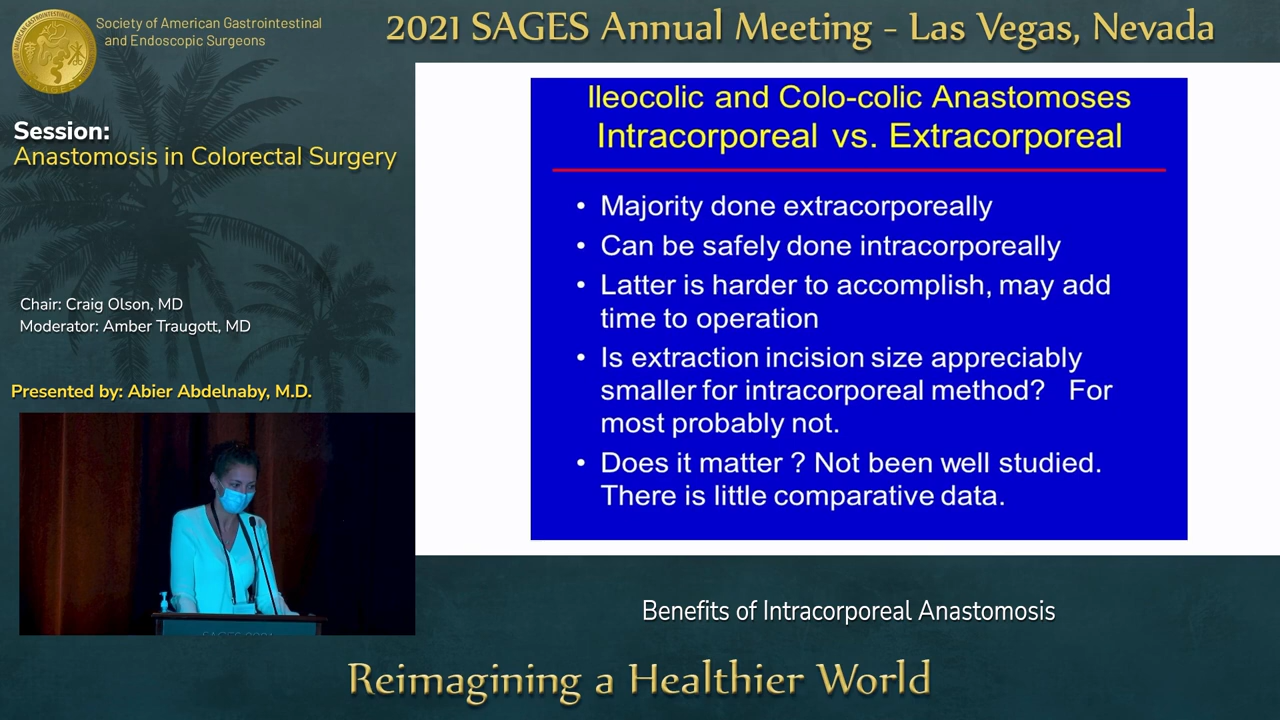 Society of American Gastrointestinal
and Endoscopic Surgeons
2021 SAGES Annual Meeting - Las Vegas, Nevada
Session:
Anastomosis in Colorectal Surgery
Chair: Craig Olson, MD
Moderator: Amber Traugott, MD
Presented by: Abier Abdelnaby, M.D.
Ileocolic and Colo-colic Anastomoses
Intracorporeal vs. Extracorporeal
• Majority done extracorporeally
• Can be safely done intracorporeally
• Latter is harder to accomplish, may add
time to operation
• Is extraction incision size appreciably
smaller for intracorporeal method? For
most probably not.
• Does it matter ? Not been well studied.
There is little comparative data.
Benefits of Intracorporeal Anastomosis
Reimagining a Healthier World